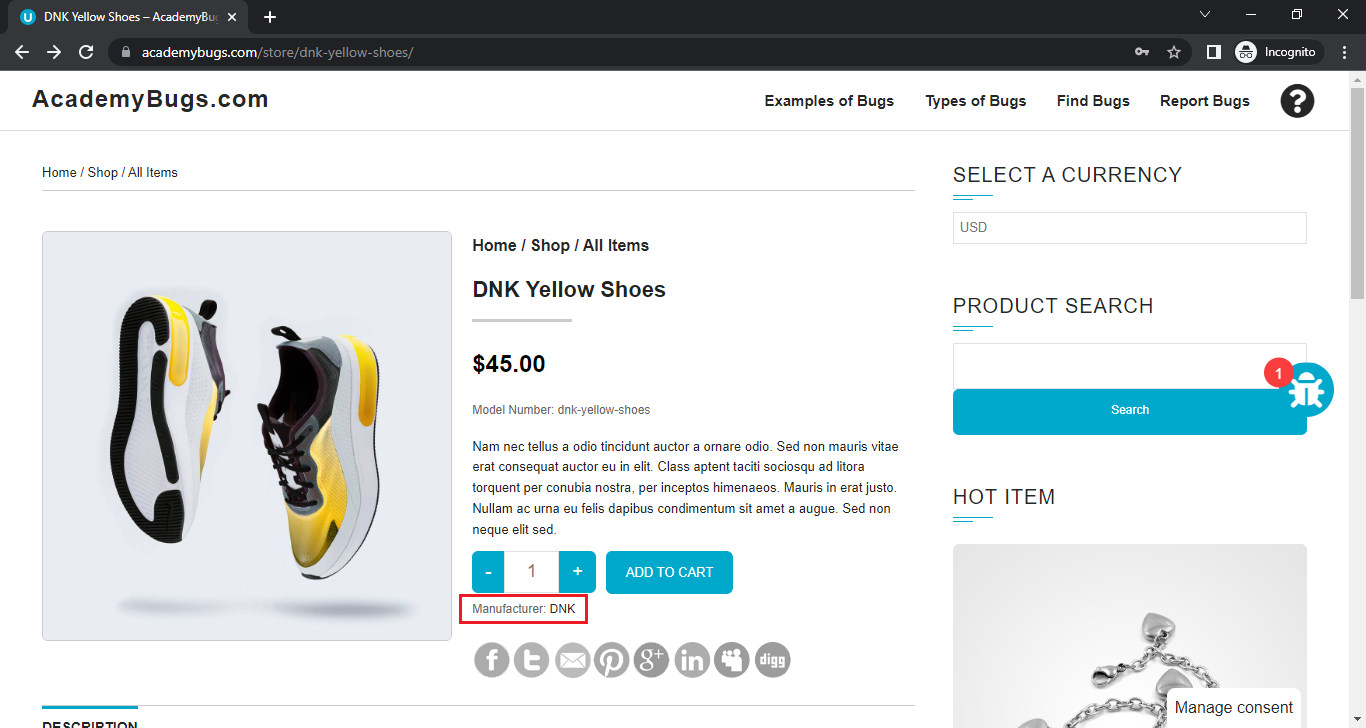 DNK Yellow Shoes – AcademyBug
academybugs.com/store/dnk-yellow-shoes/
Incognito
AcademyBugs.com
Examples of Bugs
Types of Bugs
Find Bugs
Report Bugs
?
Home / Shop / All Items
Home / Shop / All Items
DNK Yellow Shoes
$45.00
Model Number: dnk-yellow-shoes
Nam nec tellus a odio tincidunt auctor a ornare odio. Sed non mauris vitae
erat consequat auctor eu in elit. Class aptent taciti sociosqu ad litora
torquent per conubia nostra, per inceptos himenaeos. Mauris in erat justo.
Nullam ac urna eu felis dapibus condimentum sit amet a augue. Sed non
neque elit sed.
- 1 + ADD TO CART
Manufacturer: DNK
f t p g+ in digg
DESCRIPTION
SELECT A CURRENCY
USD
PRODUCT SEARCH
1
Search
HOT ITEM
Manage consent